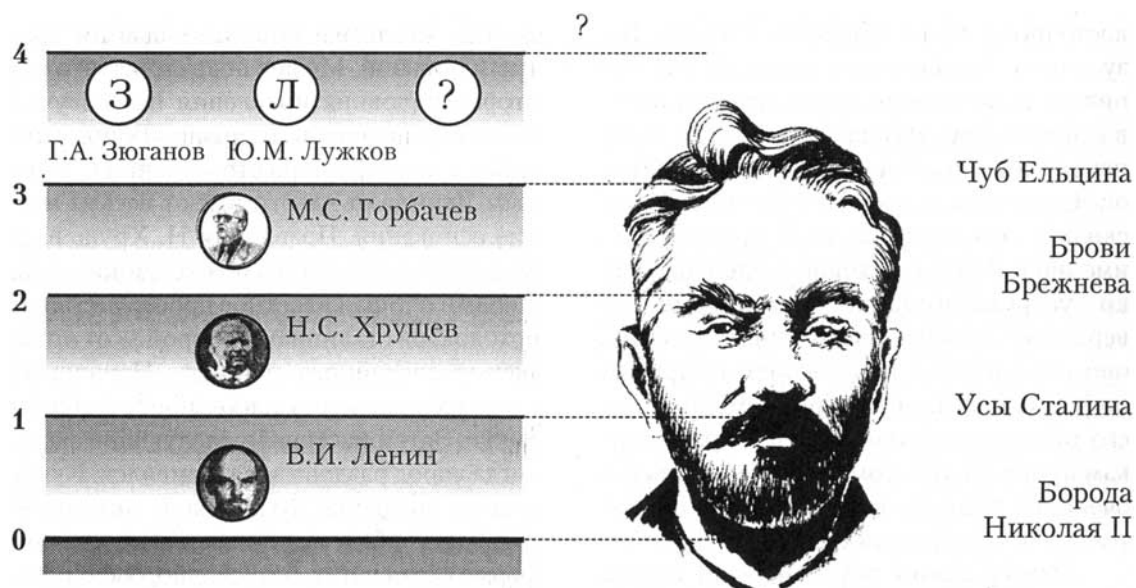 ?
4
З Л ?
Г.А. Зюганов Ю.М. Лужков
3
М.С. Горбачев
2
Н.С. Хрущев
1
В.И. Ленин
0
Чуб Ельцина
Брови
Брежнева
Усы Сталина
Борода
Николая II